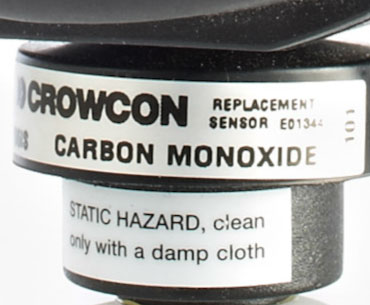 CROWCON REPLACEMENT
SENSOR E01344
CARBON MONOXIDE
101
STATIC HAZARD, clean
only with a damp cloth